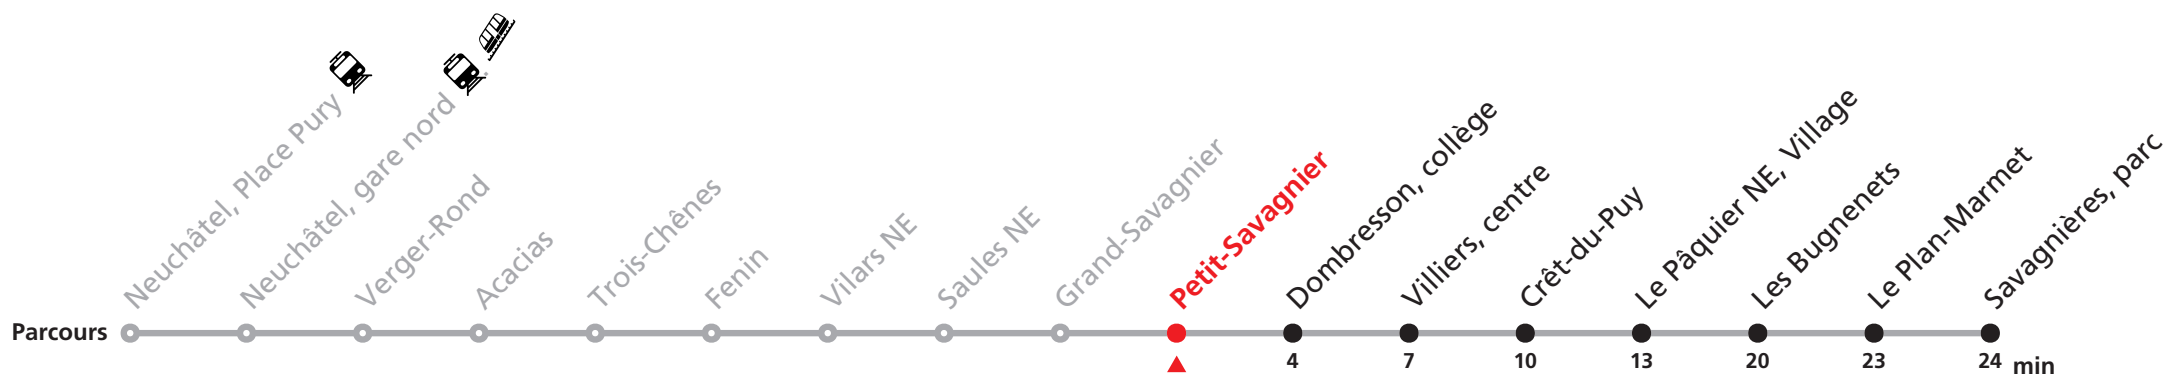 Neuchâtel, Place Pury
Neuchâtel, gare nord
Verger-Rond
Acacias
Trois-Chênes
Fenin
Vilars NE
Saules NE
Grand-Savagnier
Petit-Savagnier
Dombresson, collège
Villiers, centre
Crêt-du-Puy
Le Pâquier NE, Village
Les Bugnenets
Le Plan-Marmet
Savagnières, parc
Parcours
4 7 10 13 20 23 24 min